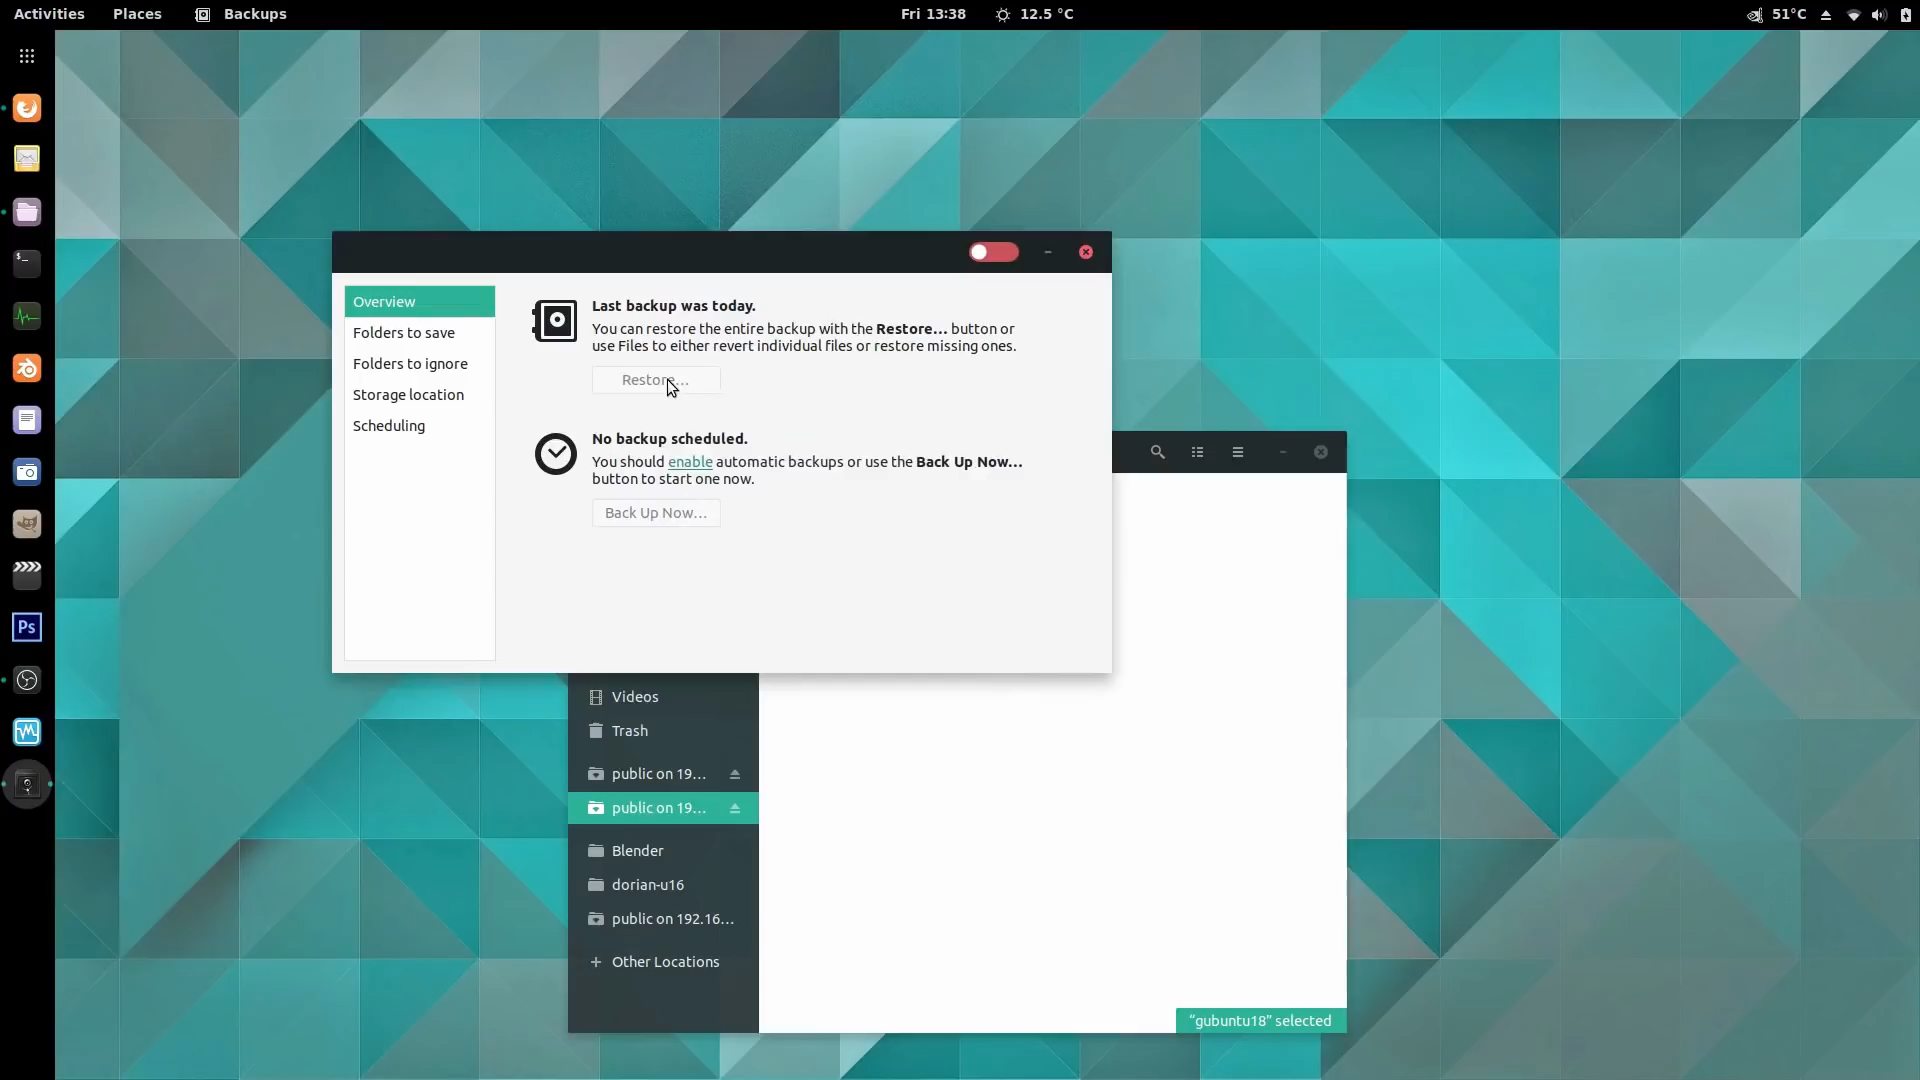 Activities Places Backups Fri 13:38 12.5 °C 51°C
Overview
Folders to save
Folders to ignore
Storage location
Scheduling
Last backup was today.
You can restore the entire backup with the Restore… button or
use Files to either revert individual files or restore missing ones.
Restore…
No backup scheduled.
You should enable automatic backups or use the Back Up Now…
button to start one now.
Back Up Now…
Videos
Trash
public on 19…
public on 19…
Blender
dorian-u16
public on 192.16…
+ Other Locations
“gubuntu18” selected
Ps